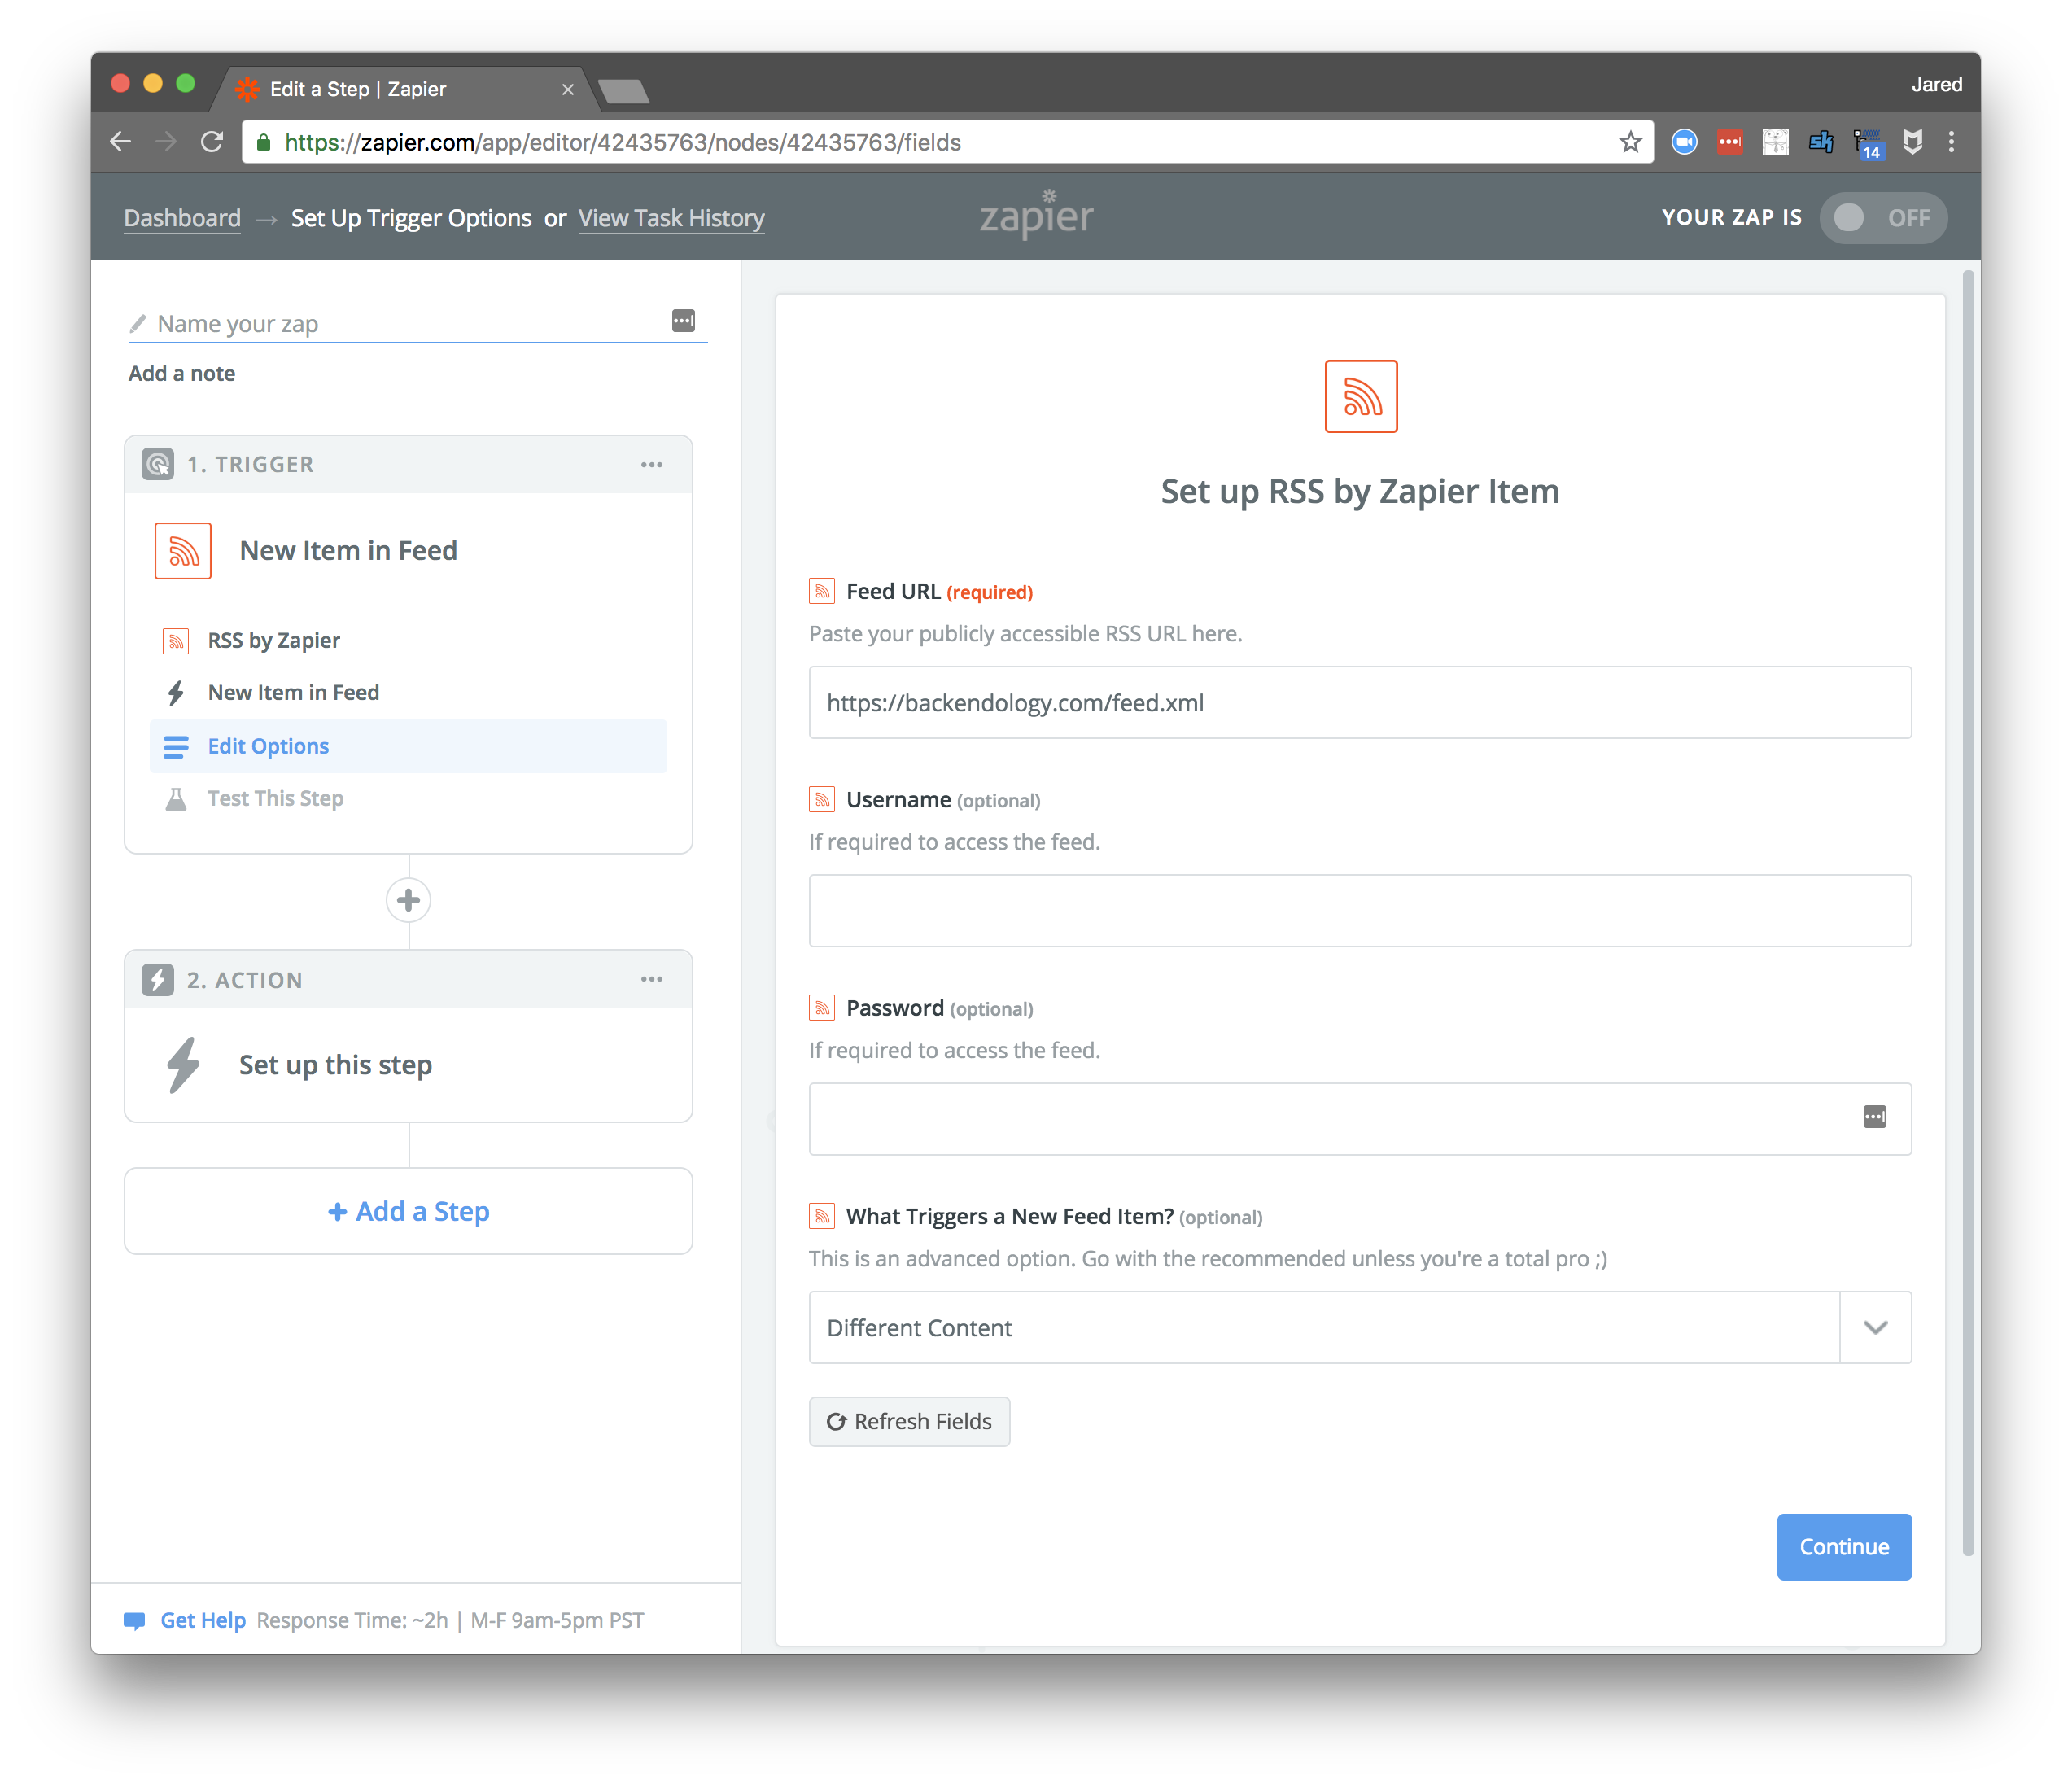 Edit a Step | Zapier
Jared
https://zapier.com/app/editor/42435763/nodes/42435763/fields
sk
14
Dashboard → Set Up Trigger Options or View Task History
zapier
YOUR ZAP IS OFF
Name your zap
Add a note
1. TRIGGER
New Item in Feed
RSS by Zapier
New Item in Feed
Edit Options
Test This Step
2. ACTION
Set up this step
+ Add a Step
Get Help Response Time: ~2h | M-F 9am-5pm PST
Set up RSS by Zapier Item
Feed URL (required)
Paste your publicly accessible RSS URL here.
https://backendology.com/feed.xml
Username (optional)
If required to access the feed.
Password (optional)
If required to access the feed.
What Triggers a New Feed Item? (optional)
This is an advanced option. Go with the recommended unless you're a total pro ;)
Different Content
Refresh Fields
Continue